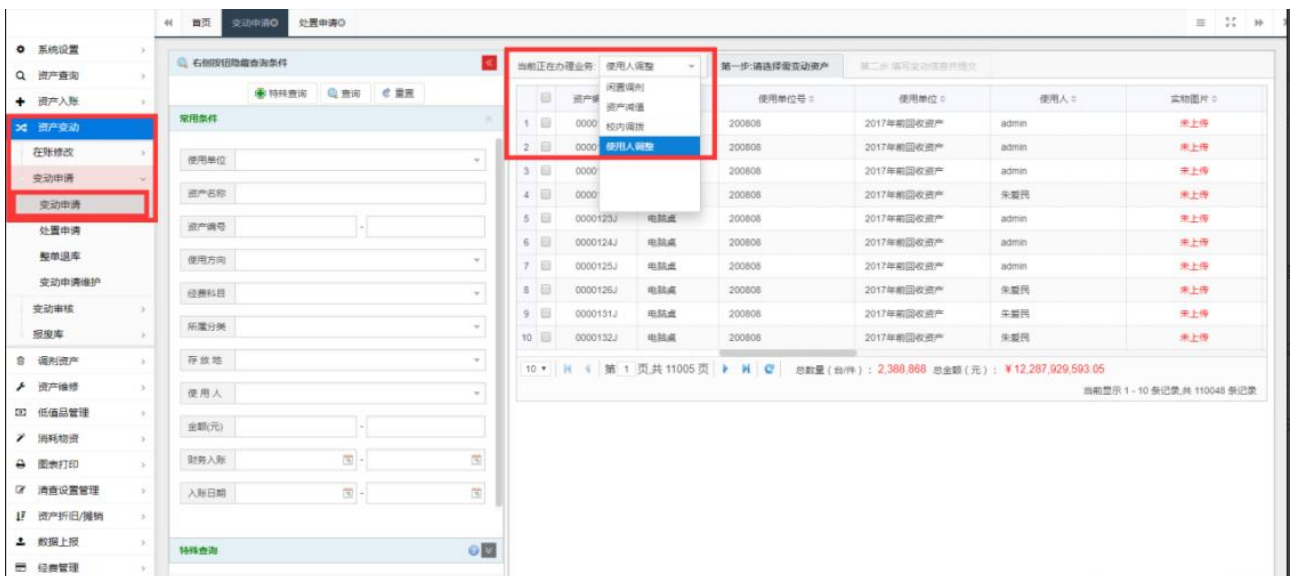 首页 变动申请 处置申请
系统设置
资产查询
资产入账
资产变动
在账修改
变动申请
变动申请
处置申请
整单退库
变动申请维护
变动审核
报废库
调剂资产
资产维修
低值品管理
消耗物资
图表打印
清查设置管理
资产折旧/摊销
数据上报
经费管理
右侧按钮隐藏查询条件
特殊查询 查询 重置
常用条件
使用单位
资产名称
资产编号 -
使用方向
经费科目
所属分类
存放地
使用人
金额(元) -
财务入账 -
入账日期 -
特殊查询
当前正在办理业务: 使用人调整 第一步:请选择需变动资产 第二步:填写变动信息并提交
闲置调剂
资产减值
校内调拨
使用人调整
资产编 使用单位号 使用单位 使用人 实物图片
1 0000 200808 2017年前回收资产 admin 未上传
2 0000 200808 2017年前回收资产 admin 未上传
3 0000 200808 2017年前回收资产 admin 未上传
4 0000 200808 2017年前回收资产 朱爱民 未上传
5 0000123J 电脑桌 200808 2017年前回收资产 admin 未上传
6 0000124J 电脑桌 200808 2017年前回收资产 admin 未上传
7 0000125J 电脑桌 200808 2017年前回收资产 admin 未上传
8 0000126J 电脑桌 200808 2017年前回收资产 朱爱民 未上传
9 0000131J 电脑桌 200808 2017年前回收资产 朱爱民 未上传
10 0000132J 电脑桌 200808 2017年前回收资产 朱爱民 未上传
10 第 1 页,共 11005 页 总数量(台/件): 2,388,868 总金额(元): ￥12,287,929,593.05
当前显示 1 - 10 条记录,共 110048 条记录